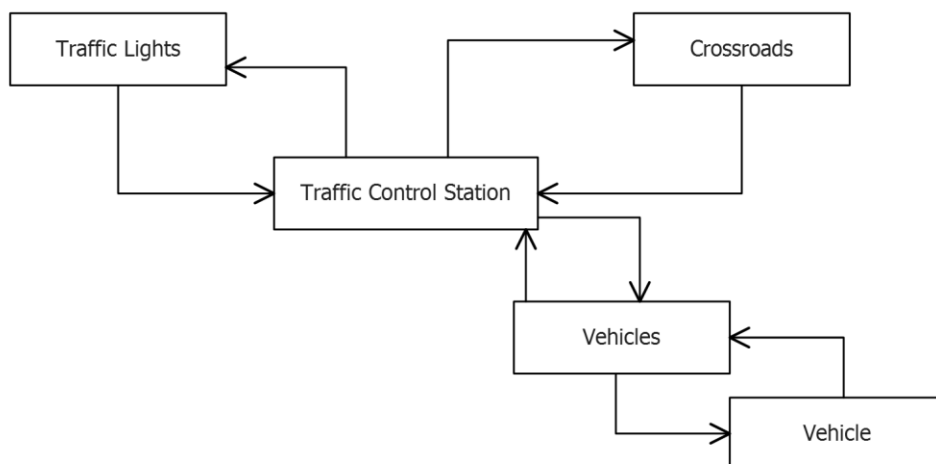 Traffic Lights
Crossroads
Traffic Control Station
Vehicles
Vehicle